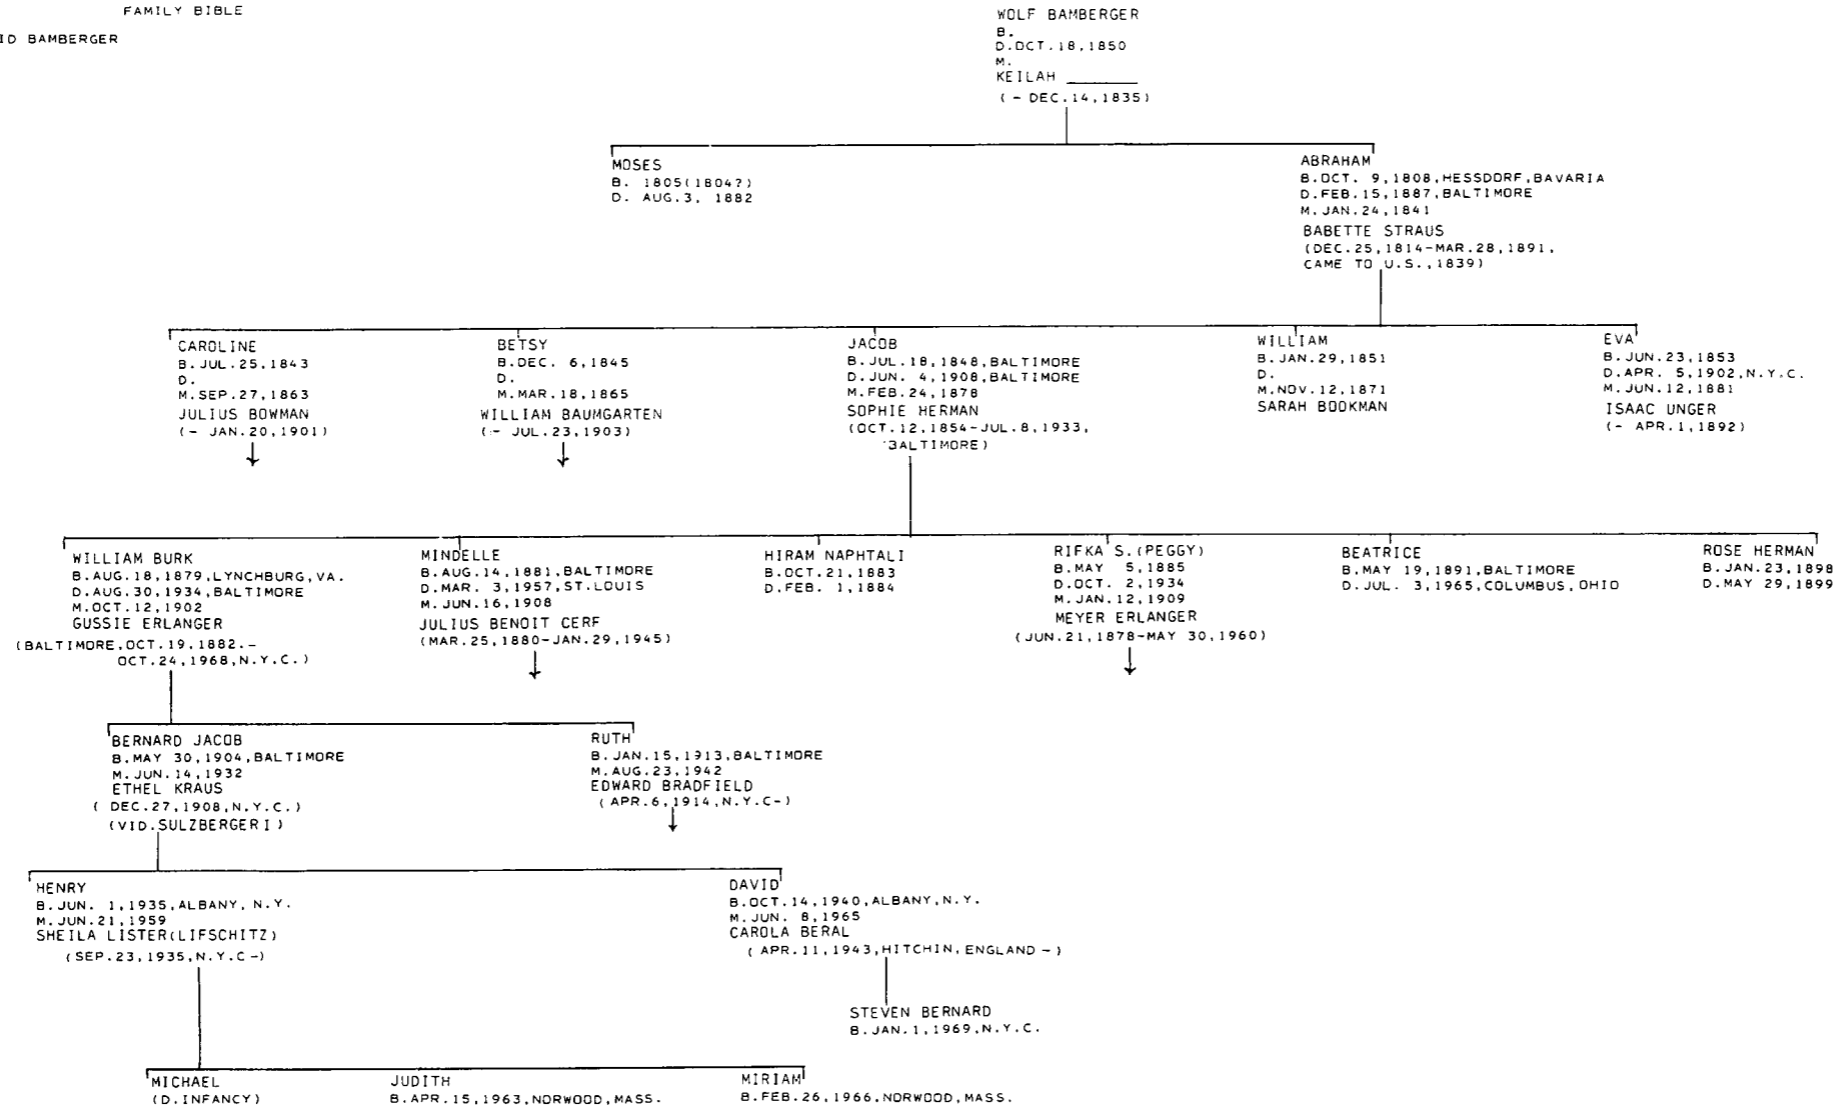 FAMILY BIBLE
ID BAMBERGER
WOLF BAMBERGER
B.
D.OCT.18,1850
M.
KEILAH
( - DEC.14,1835)
MOSES
B. 1805(1804?)
D. AUG.3, 1882
ABRAHAM
B.OCT. 9,1808,HESSDORF,BAVARIA
D.FEB.15,1887,BALTIMORE
M.JAN.24,1841
BABETTE STRAUS
(DEC.25,1814-MAR.28,1891,
CAME TO U.S.,1839)
CAROLINE
B.JUL.25,1843
D.
M.SEP.27,1863
JULIUS BOWMAN
(- JAN.20,1901)
BETSY
B.DEC. 6,1845
D.
M.MAR.18,1865
WILLIAM BAUMGARTEN
(- JUL.23,1903)
JACOB
B.JUL.18,1848,BALTIMORE
D.JUN. 4,1908,BALTIMORE
M.FEB.24,1878
SOPHIE HERMAN
(OCT.12,1854-JUL.8,1933,
BALTIMORE)
WILLIAM
B.JAN.29,1851
D.
M.NOV.12,1871
SARAH BOOKMAN
EVA
B.JUN.23,1853
D.APR. 5,1902,N.Y.C.
M.JUN.12,1881
ISAAC UNGER
(- APR.1,1892)
WILLIAM BURK
B.AUG.18,1879,LYNCHBURG,VA.
D.AUG.30,1934,BALTIMORE
M.OCT.12,1902
GUSSIE ERLANGER
(BALTIMORE,OCT.19,1882.-
OCT.24,1968,N.Y.C.)
MINDELLE
B.AUG.14,1881,BALTIMORE
D.MAR. 3,1957,ST.LOUIS
M.JUN.16,1908
JULIUS BENOIT CERF
(MAR.25,1880-JAN.29,1945)
HIRAM NAPHTALI
B.OCT.21,1883
D.FEB. 1,1884
RIFKA S.(PEGGY)
B.MAY 5,1885
D.OCT. 2,1934
M.JAN.12,1909
MEYER ERLANGER
(JUN.21,1878-MAY 30,1960)
BEATRICE
B.MAY 19,1891,BALTIMORE
D.JUL. 3,1965,COLUMBUS,OHIO
ROSE HERMAN
B.JAN.23,1898
D.MAY 29,1899
BERNARD JACOB
B.MAY 30,1904,BALTIMORE
M.JUN.14,1932
ETHEL KRAUS
( DEC.27,1908,N.Y.C.)
(VID.SULZBERGER I )
RUTH
B.JAN.15,1913,BALTIMORE
M.AUG.23,1942
EDWARD BRADFIELD
(APR.6,1914,N.Y.C-)
HENRY
B.JUN. 1,1935,ALBANY, N.Y.
M.JUN.21,1959
SHEILA LISTER(LIFSCHITZ)
(SEP.23,1935,N.Y.C-)
DAVID
B.OCT.14,1940,ALBANY,N.Y.
M.JUN. 8,1965
CAROLA BERAL
( APR.11,1943,HITCHIN,ENGLAND -)
STEVEN BERNARD
B.JAN.1,1969,N.Y.C.
MICHAEL
(D.INFANCY)
JUDITH
B.APR.15,1963,NORWOOD,MASS.
MIRIAM
B.FEB.26,1966,NORWOOD,MASS.